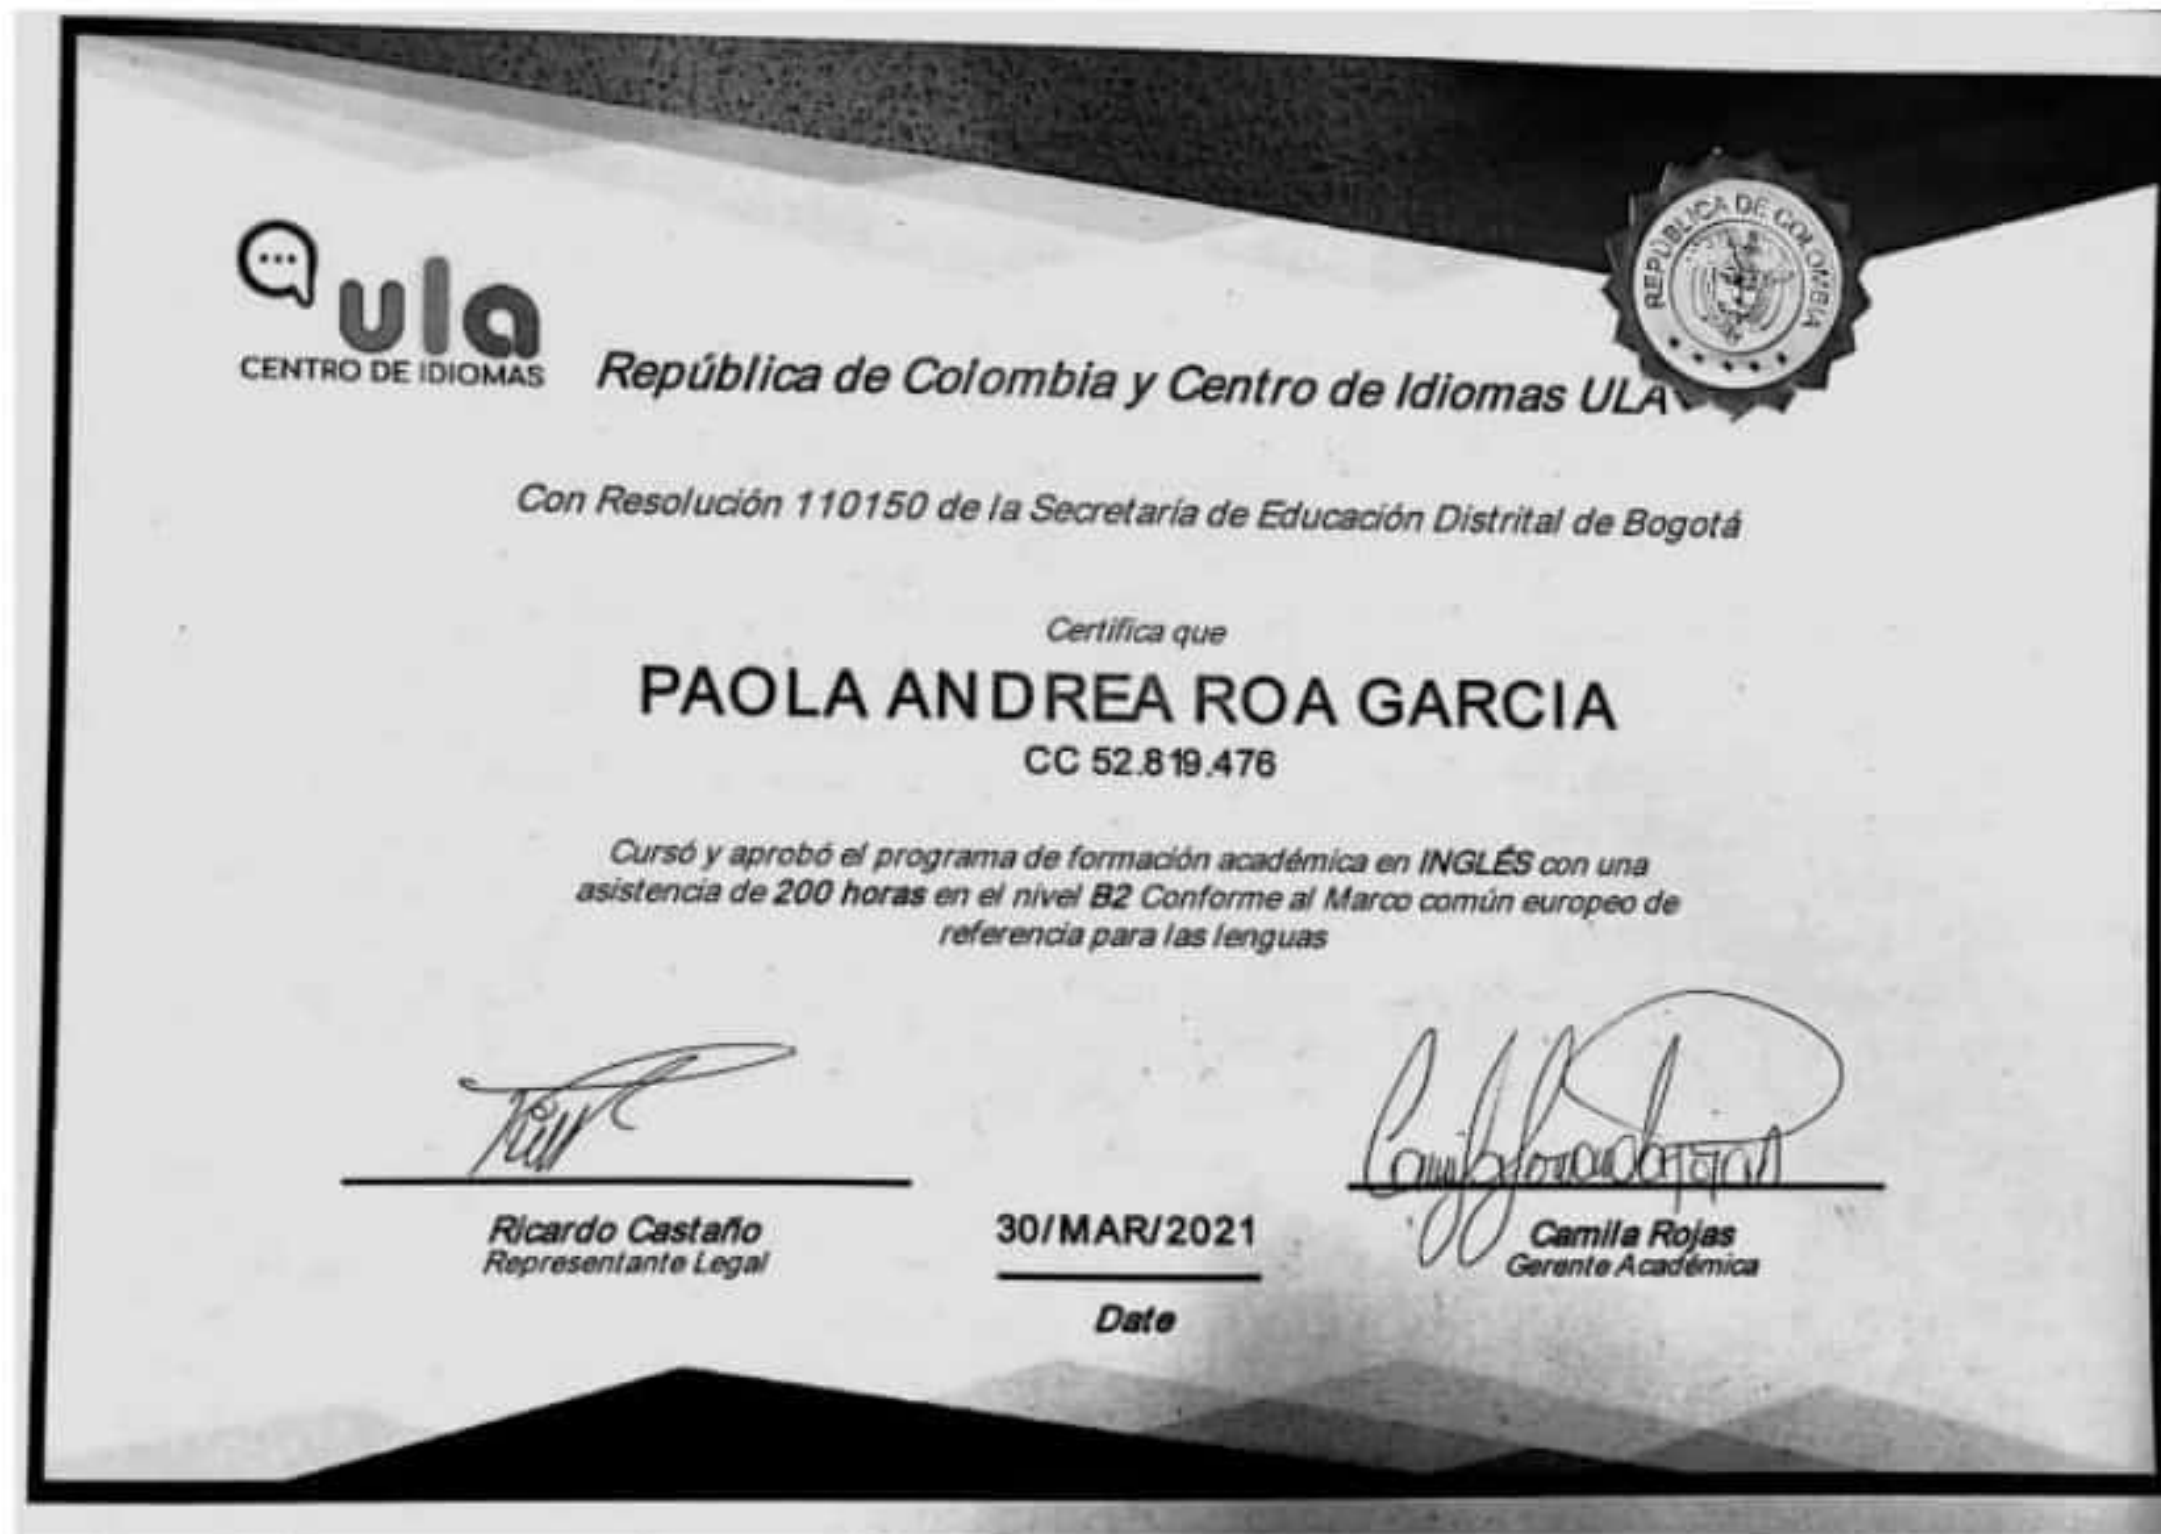 ula
CENTRO DE IDIOMAS
REPÚBLICA DE COLOMBIA
República de Colombia y Centro de Idiomas ULA
Con Resolución 110150 de la Secretaría de Educación Distrital de Bogotá
Certifica que
PAOLA ANDREA ROA GARCIA
CC 52.819.476
Cursó y aprobó el programa de formación académica en INGLÉS con una
asistencia de 200 horas en el nivel B2 Conforme al Marco común europeo de
referencia para las lenguas
Ricardo Castaño
Representante Legal
30/MAR/2021
Date
Camila Rojas
Gerente Académica